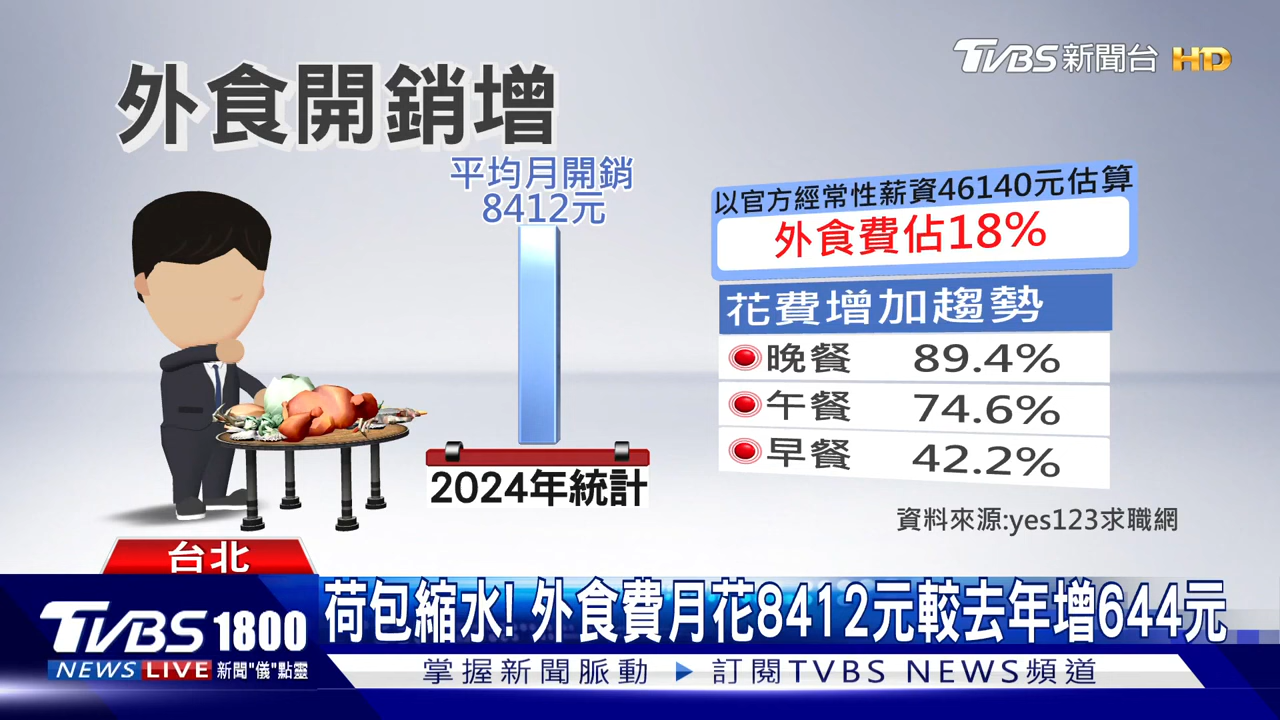 TVBS新聞台 HD
外食開銷增
平均月開銷
8412元
2024年統計
以官方經常性薪資46140元估算
外食費佔18%
花費增加趨勢
晚餐 89.4%
午餐 74.6%
早餐 42.2%
資料來源:yes123求職網
台北
荷包縮水! 外食費月花8412元較去年增644元
TVBS 1800
NEWS LIVE 新聞"儀"點靈
掌握新聞脈動 ▶ 訂閱TVBS NEWS頻道